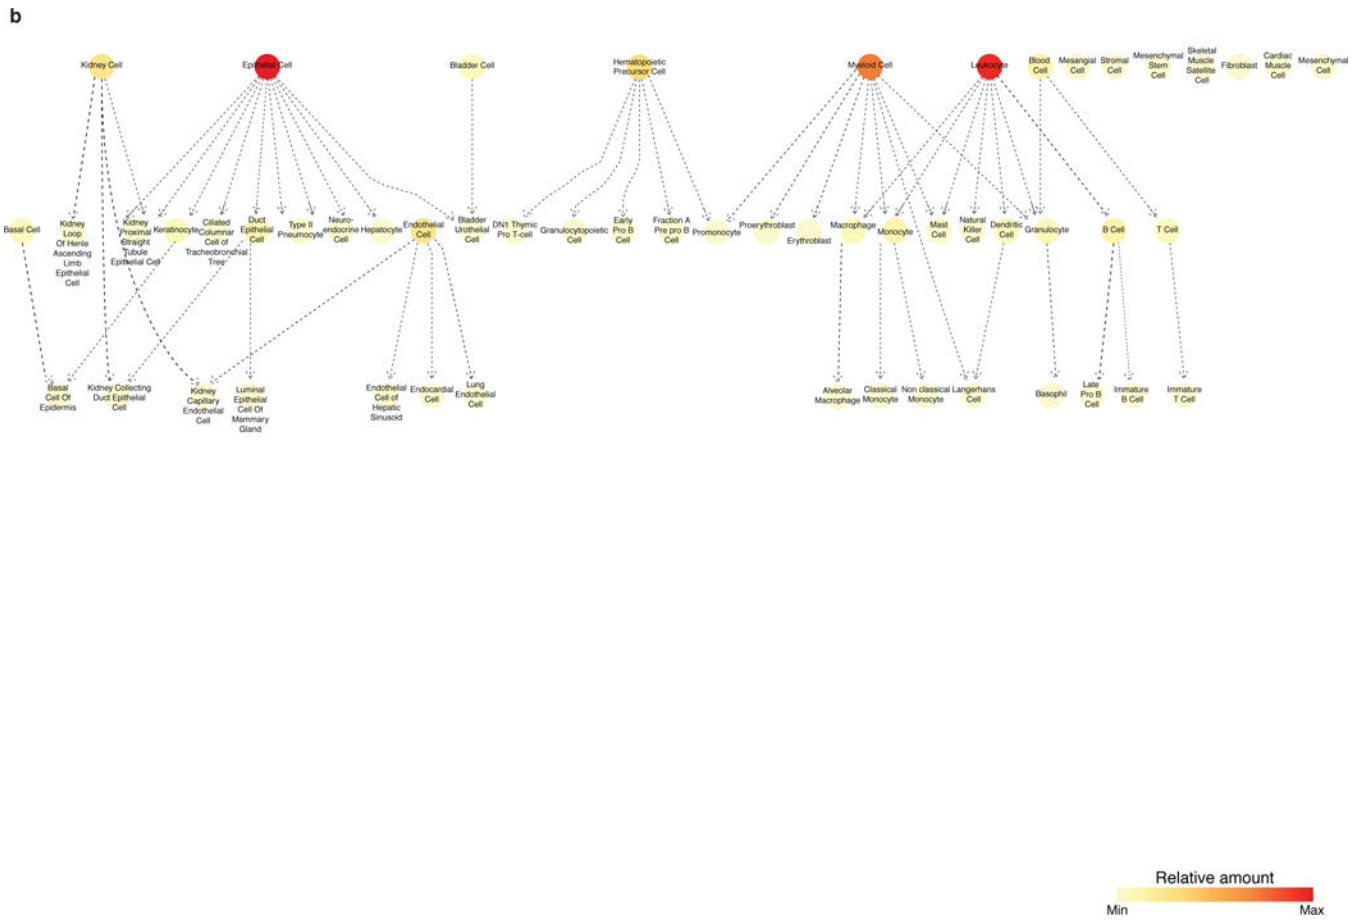 b
Kidney Cell
Epithelial Cell
Bladder Cell
Hematopoietic
Precursor Cell
Myeloid Cell
Leukocyte
Blood
Cell
Mesangial
Cell
Stromal
Cell
Mesenchymal
Stem
Cell
Skeletal
Muscle
Satellite
Cell
Fibroblast
Cardiac
Muscle
Cell
Mesenchymal
Cell
Basal Cell
Kidney
Loop
Of Henle
Ascending
Limb
Epithelial
Cell
Kidney
Proximal
Straight
Tubule
Epithelial Cell
Keratinocyte
Ciliated
Columnar
Cell of
Tracheobronchial
Tree
Duct
Epithelial
Cell
Type II
Pneumocyte
Neuro-
endocrine
Cell
Hepatocyte
Endothelial
Cell
Bladder
Urothelial
Cell
DN1 Thymic
Pro T-cell
Granulocytopoietic
Cell
Early
Pro B
Cell
Fraction A
Pre pro B
Cell
Promonocyte
Proerythroblast
Erythroblast
Macrophage
Monocyte
Mast
Cell
Natural
Killer
Cell
Dendritic
Cell
Granulocyte
B Cell
T Cell
Basal
Cell Of
Epidermis
Kidney Collecting
Duct Epithelial
Cell
Kidney
Capillary
Endothelial
Cell
Luminal
Epithelial
Cell Of
Mammary
Gland
Endothelial
Cell of
Hepatic
Sinusoid
Endocardial
Cell
Lung
Endothelial
Cell
Alveolar
Macrophage
Classical
Monocyte
Non classical
Monocyte
Langerhans
Cell
Basophil
Late
Pro B
Cell
Immature
B Cell
Immature
T Cell
Relative amount
Min
Max